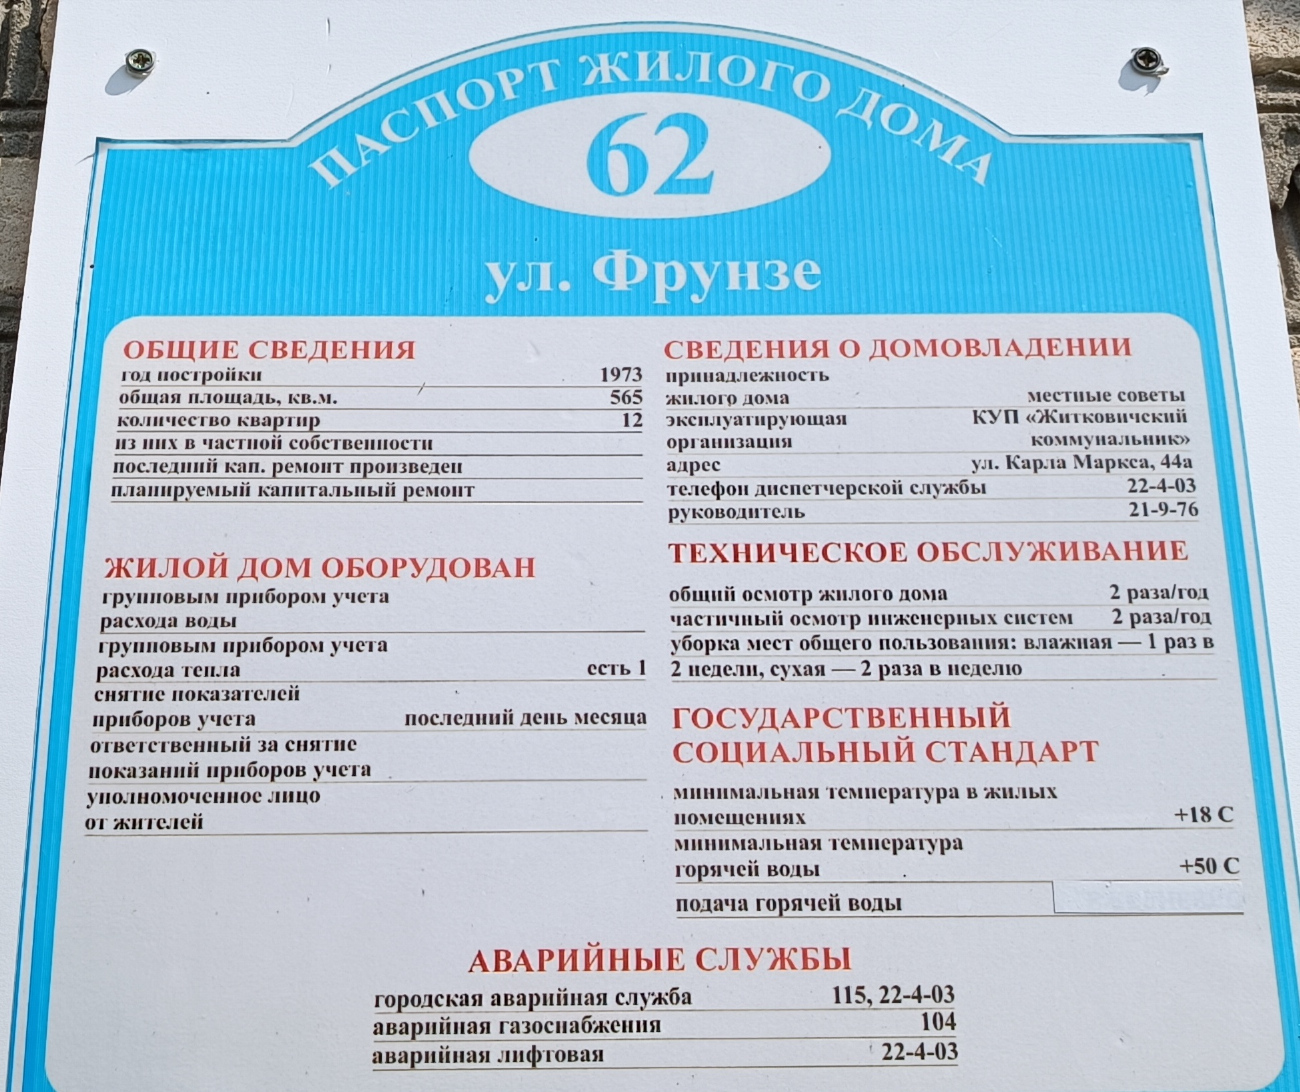 ПАСПОРТ ЖИЛОГО ДОМА
62
ул. Фрунзе
ОБЩИЕ СВЕДЕНИЯ
год постройки 1973
общая площадь, кв.м. 565
количество квартир 12
из них в частной собственности
последний кап. ремонт произведен
планируемый капитальный ремонт
ЖИЛОЙ ДОМ ОБОРУДОВАН
групповым прибором учета
расхода воды
групповым прибором учета
расхода тепла есть 1
снятие показателей
приборов учета последний день месяца
ответственный за снятие
показаний приборов учета
уполномоченное лицо
от жителей
СВЕДЕНИЯ О ДОМОВЛАДЕНИИ
принадлежность
жилого дома местные советы
эксплуатирующая КУП «Житковичский
организация коммунальник»
адрес ул. Карла Маркса, 44а
телефон диспетчерской службы 22-4-03
руководитель 21-9-76
ТЕХНИЧЕСКОЕ ОБСЛУЖИВАНИЕ
общий осмотр жилого дома 2 раза/год
частичный осмотр инженерных систем 2 раза/год
уборка мест общего пользования: влажная — 1 раз в
2 недели, сухая — 2 раза в неделю
ГОСУДАРСТВЕННЫЙ
СОЦИАЛЬНЫЙ СТАНДАРТ
минимальная температура в жилых
помещениях +18 С
минимальная температура
горячей воды +50 С
подача горячей воды
АВАРИЙНЫЕ СЛУЖБЫ
городская аварийная служба 115, 22-4-03
аварийная газоснабжения 104
аварийная лифтовая 22-4-03